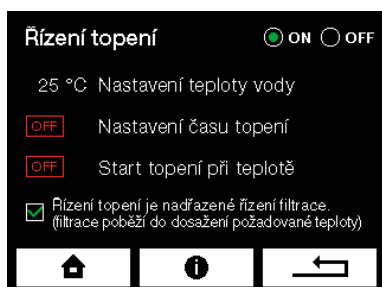 Řízení topení ON OFF
25 °C Nastavení teploty vody
OFF Nastavení času topení
OFF Start topení při teplotě
Řízení topení je nadřazené řízení filtrace.
(filtrace poběží do dosažení požadované teploty)